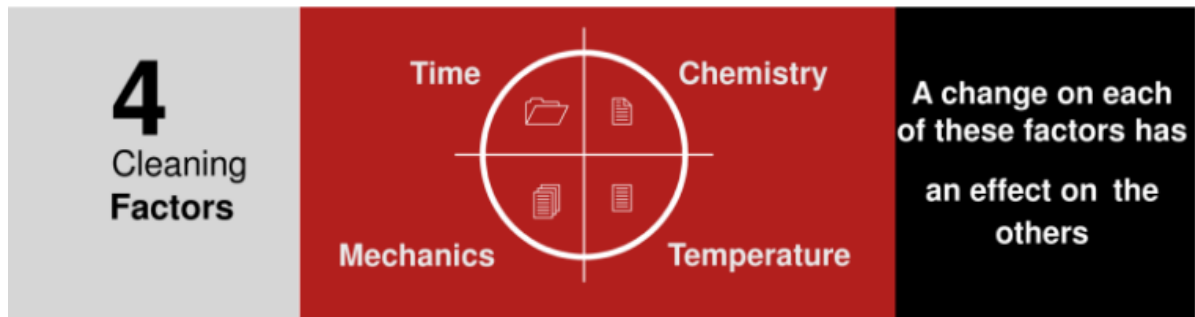 4
Cleaning
Factors
Time
Chemistry
Mechanics
Temperature
A change on each
of these factors has
an effect on the
others